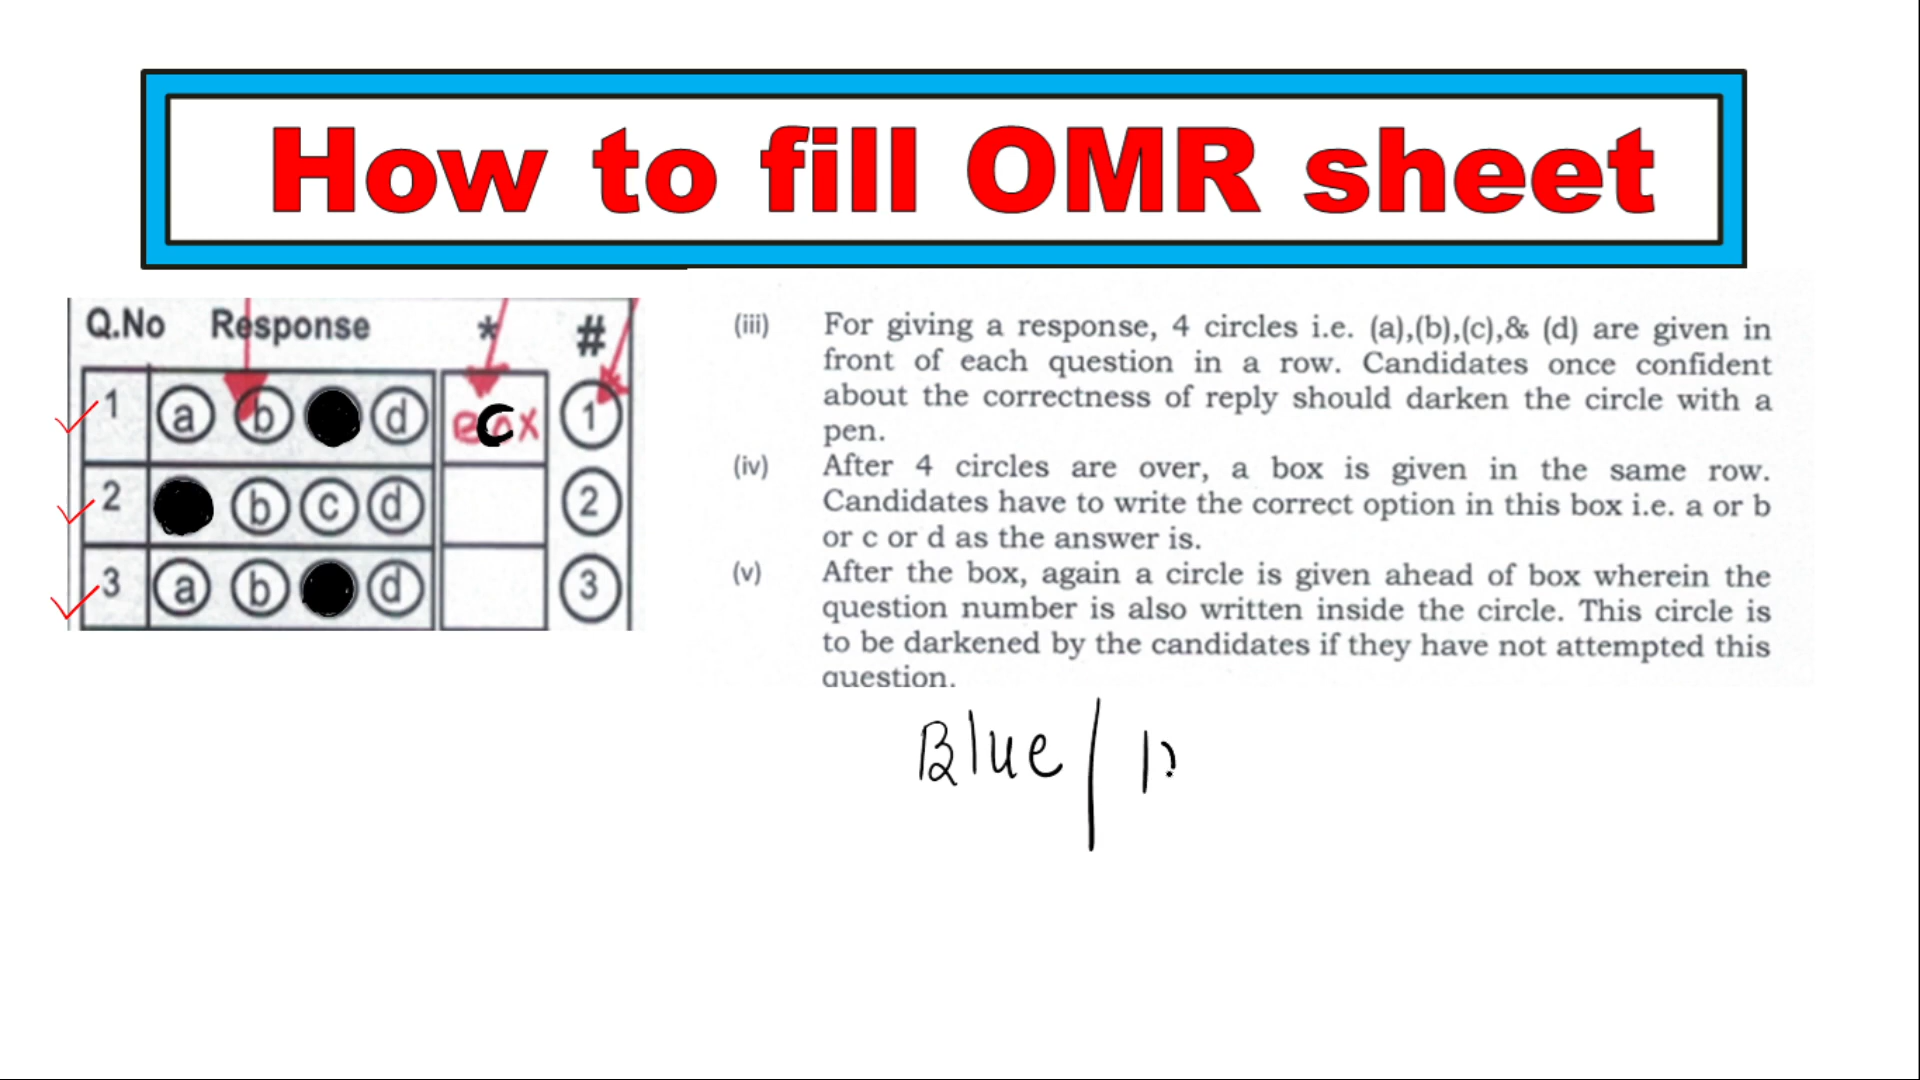 How to fill OMR sheet
Q.No Response * #
1 a b d C 1
2 b c d 2
3 a b d 3
(iii) For giving a response, 4 circles i.e. (a),(b),(c),& (d) are given in
front of each question in a row. Candidates once confident
about the correctness of reply should darken the circle with a
pen.
(iv) After 4 circles are over, a box is given in the same row.
Candidates have to write the correct option in this box i.e. a or b
or c or d as the answer is.
(v) After the box, again a circle is given ahead of box wherein the
question number is also written inside the circle. This circle is
to be darkened by the candidates if they have not attempted this
question.
Blue /